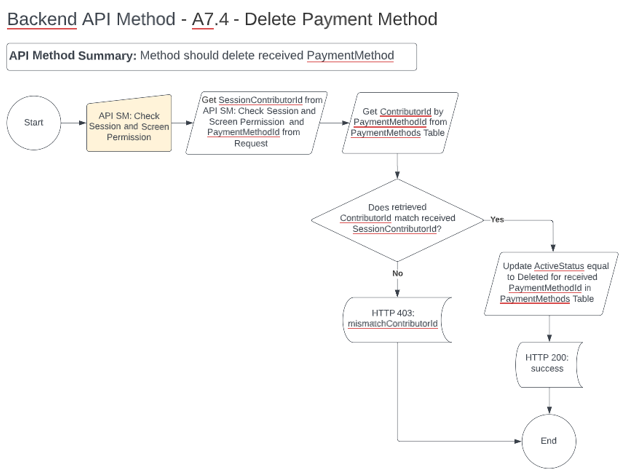 Backend API Method - A7.4 - Delete Payment Method
API Method Summary: Method should delete received PaymentMethod
Start
API SM: Check
Session and Screen
Permission
Get SessionContributorId from
API SM: Check Session and
Screen Permission and
PaymentMethodId from
Request
Get ContributorId by
PaymentMethodId from
PaymentMethods Table
Does retrieved
ContributorId match received
SessionContributorId?
Yes
No
Update ActiveStatus equal
to Deleted for received
PaymentMethodId in
PaymentMethods Table
HTTP 403:
mismatchContributorId
HTTP 200:
success
End